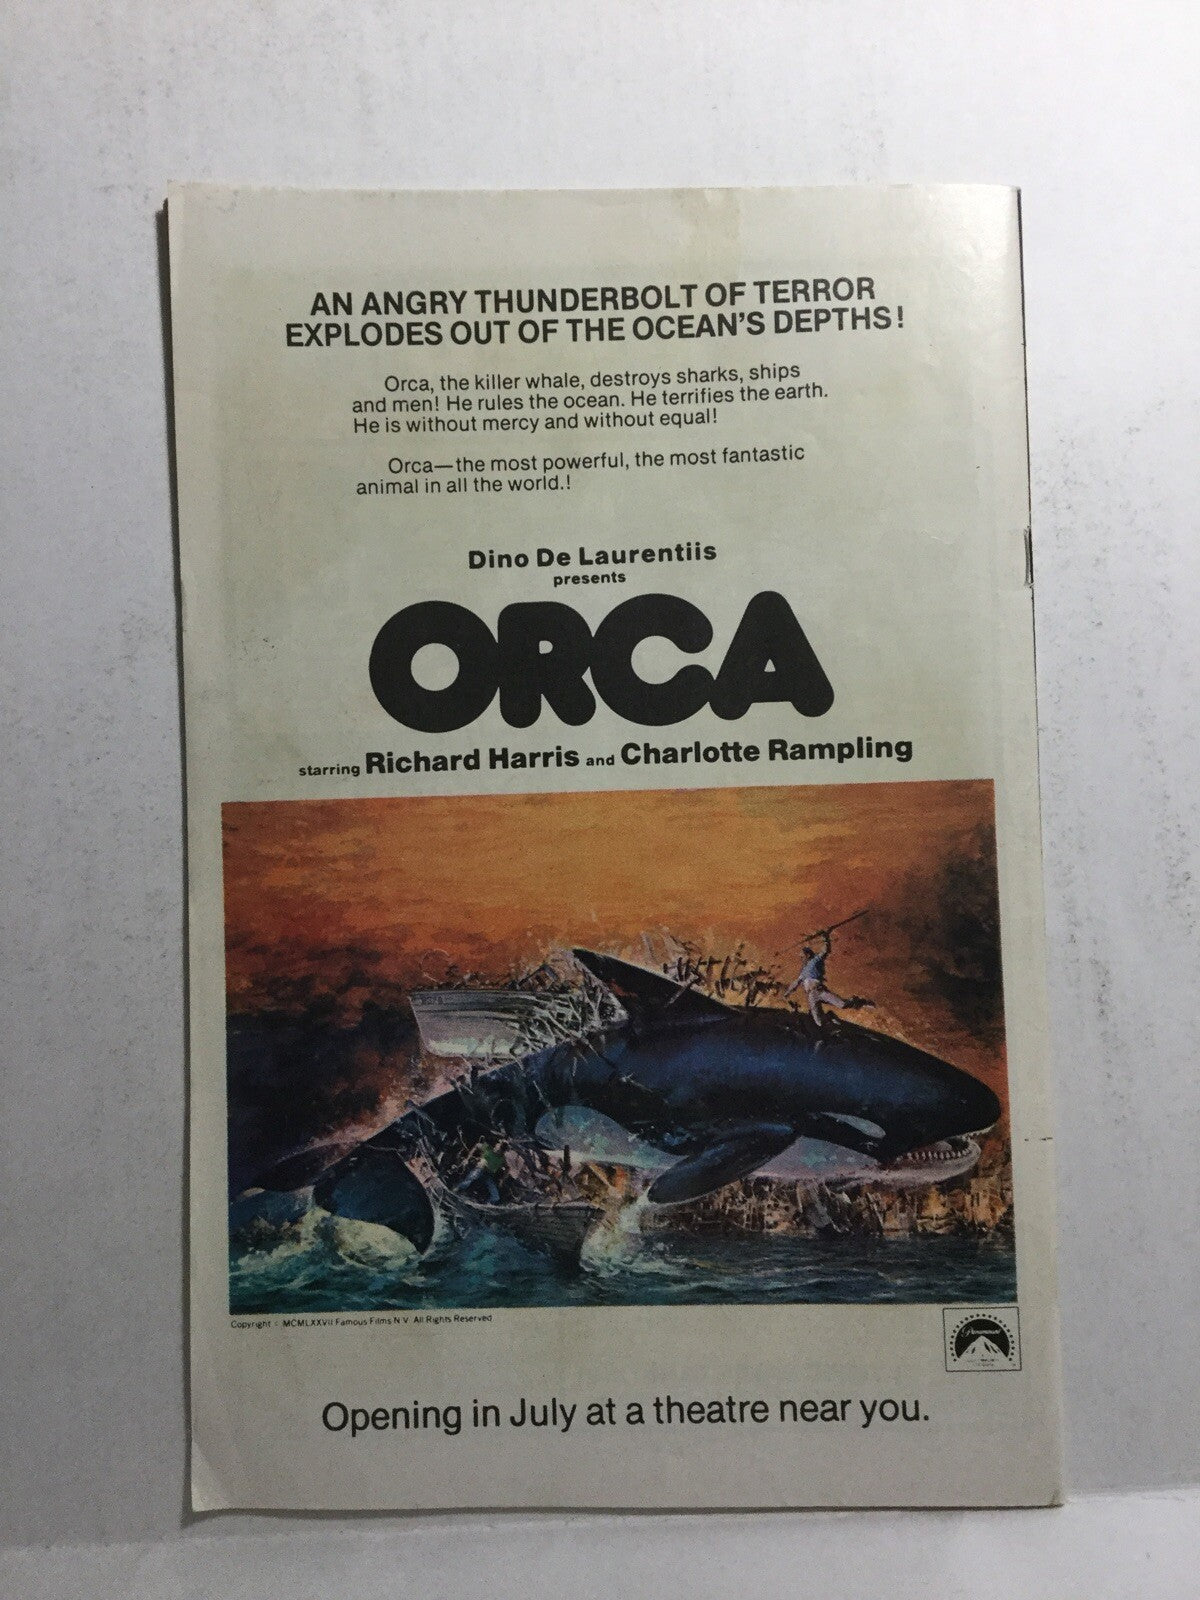 AN ANGRY THUNDERBOLT OF TERROR
EXPLODES OUT OF THE OCEAN'S DEPTHS!
Orca, the killer whale, destroys sharks, ships
and men! He rules the ocean. He terrifies the earth.
He is without mercy and without equal!
Orca—the most powerful, the most fantastic
animal in all the world.!
Dino De Laurentiis
presents
ORCA
starring Richard Harris and Charlotte Rampling
Copyright © MCMLXXVII Famous Films N V All Rights Reserved
Paramount
Opening in July at a theatre near you.